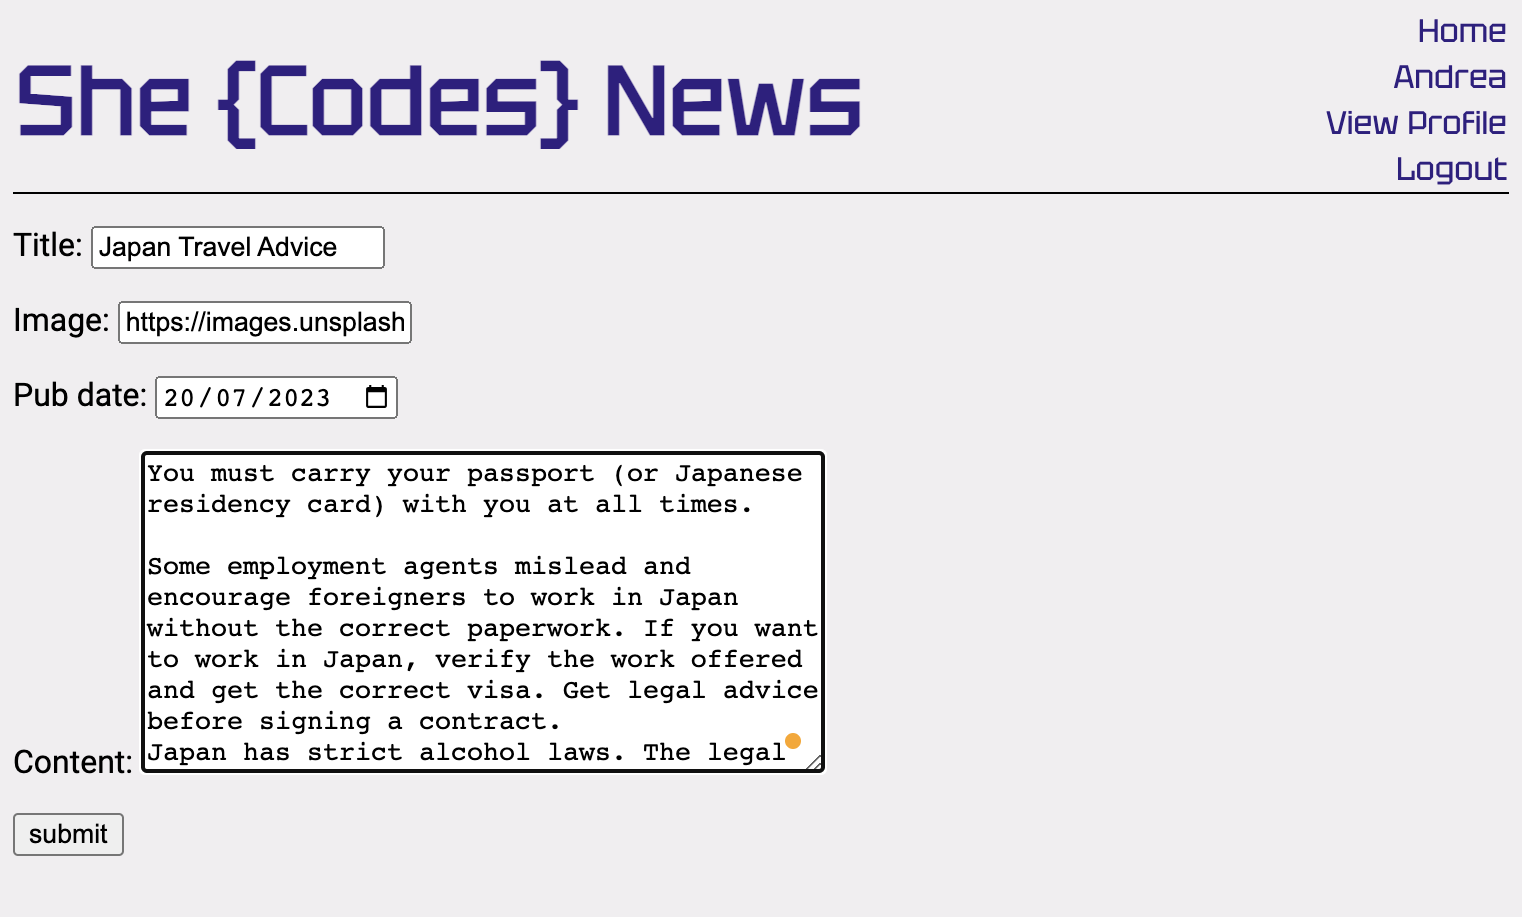 Home
She {Codes} News
Andrea
View Profile
Logout
Title: Japan Travel Advice
Image: https://images.unsplash
Pub date: 20/07/2023
You must carry your passport (or Japanese
residency card) with you at all times.
Some employment agents mislead and
encourage foreigners to work in Japan
without the correct paperwork. If you want
to work in Japan, verify the work offered
and get the correct visa. Get legal advice
before signing a contract.
Japan has strict alcohol laws. The legal
Content:
submit